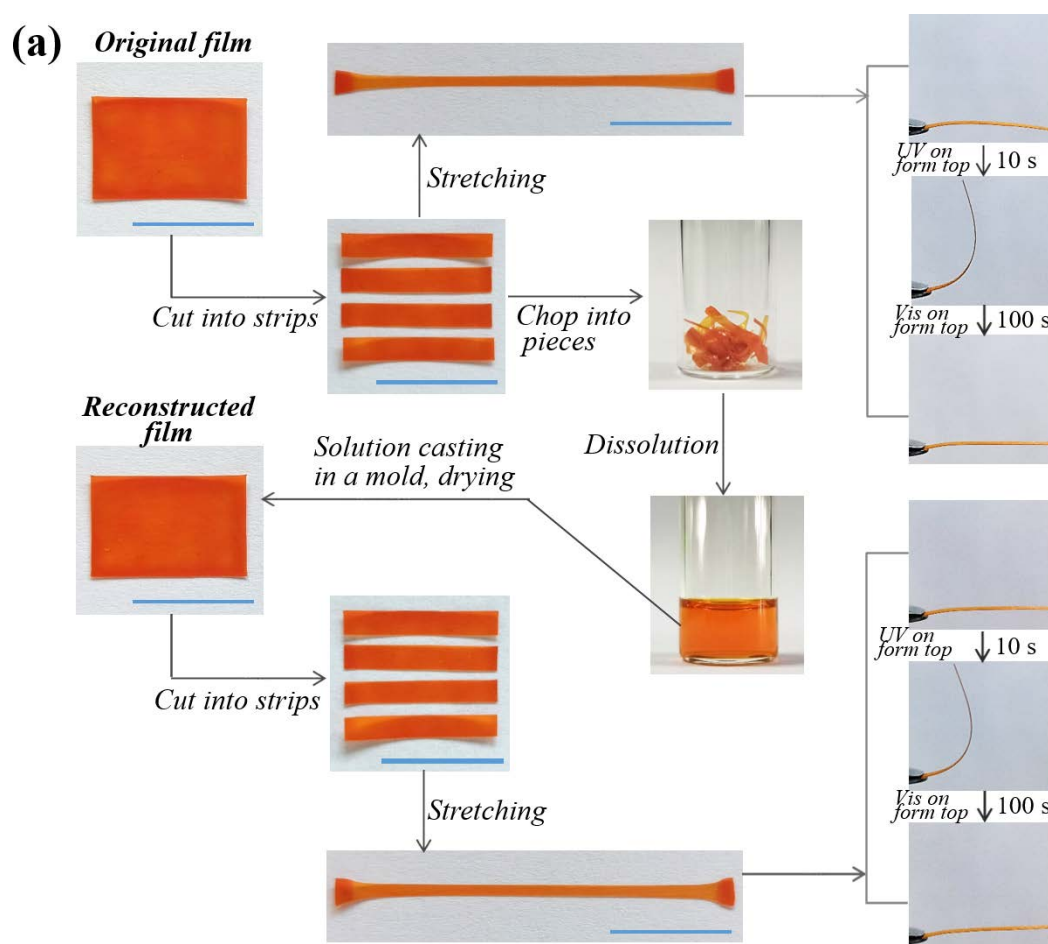 (a)
Original film
Stretching
UV on
form top
10 s
Cut into strips
Chop into
pieces
Vis on
form top
100 s
Reconstructed
film
Solution casting
in a mold, drying
Dissolution
UV on
form top
10 s
Cut into strips
Vis on
form top
100 s
Stretching